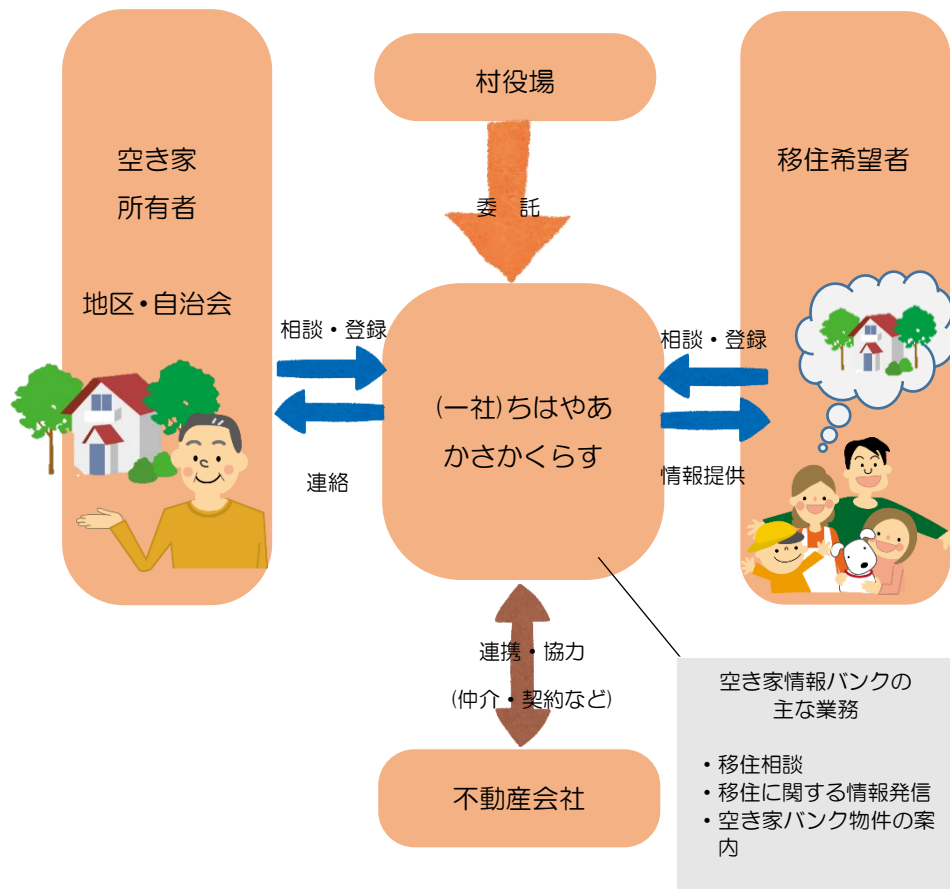 村役場
空き家
所有者
地区・自治会
移住希望者
委　託
相談・登録
連絡
(一社)ちはやあ
かさかくらす
相談・登録
情報提供
連携・協力
(仲介・契約など)
不動産会社
空き家情報バンクの
主な業務
・移住相談
・移住に関する情報発信
・空き家バンク物件の案
内